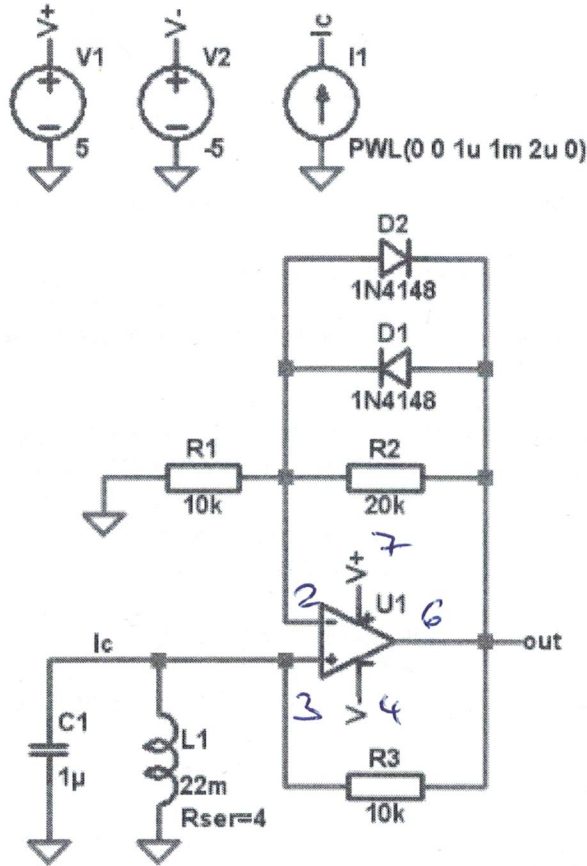 V+
V-
Ic
V1
V2
I1
5
-5
PWL(0 0 1u 1m 2u 0)
D2
1N4148
D1
1N4148
R1
R2
10k
20k
7
V+
2
U1
6
out
Ic
3
V
4
C1
L1
R3
1µ
22m
10k
Rser=4